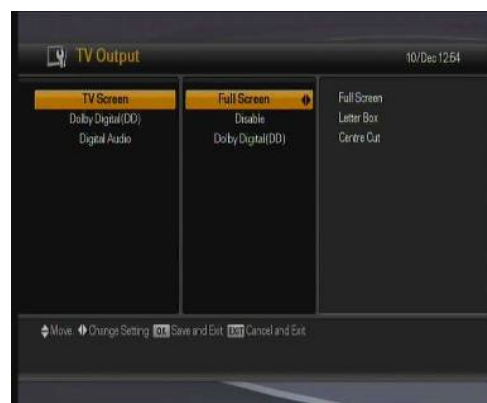 TV Output
10/Dec 12:54
TV Screen
Dolby Digital(DD)
Digital Audio
Full Screen
Disable
Dolby Digital(DD)
Full Screen
Letter Box
Centre Cut
Move. Change Setting OK Save and Exit EXIT Cancel and Exit